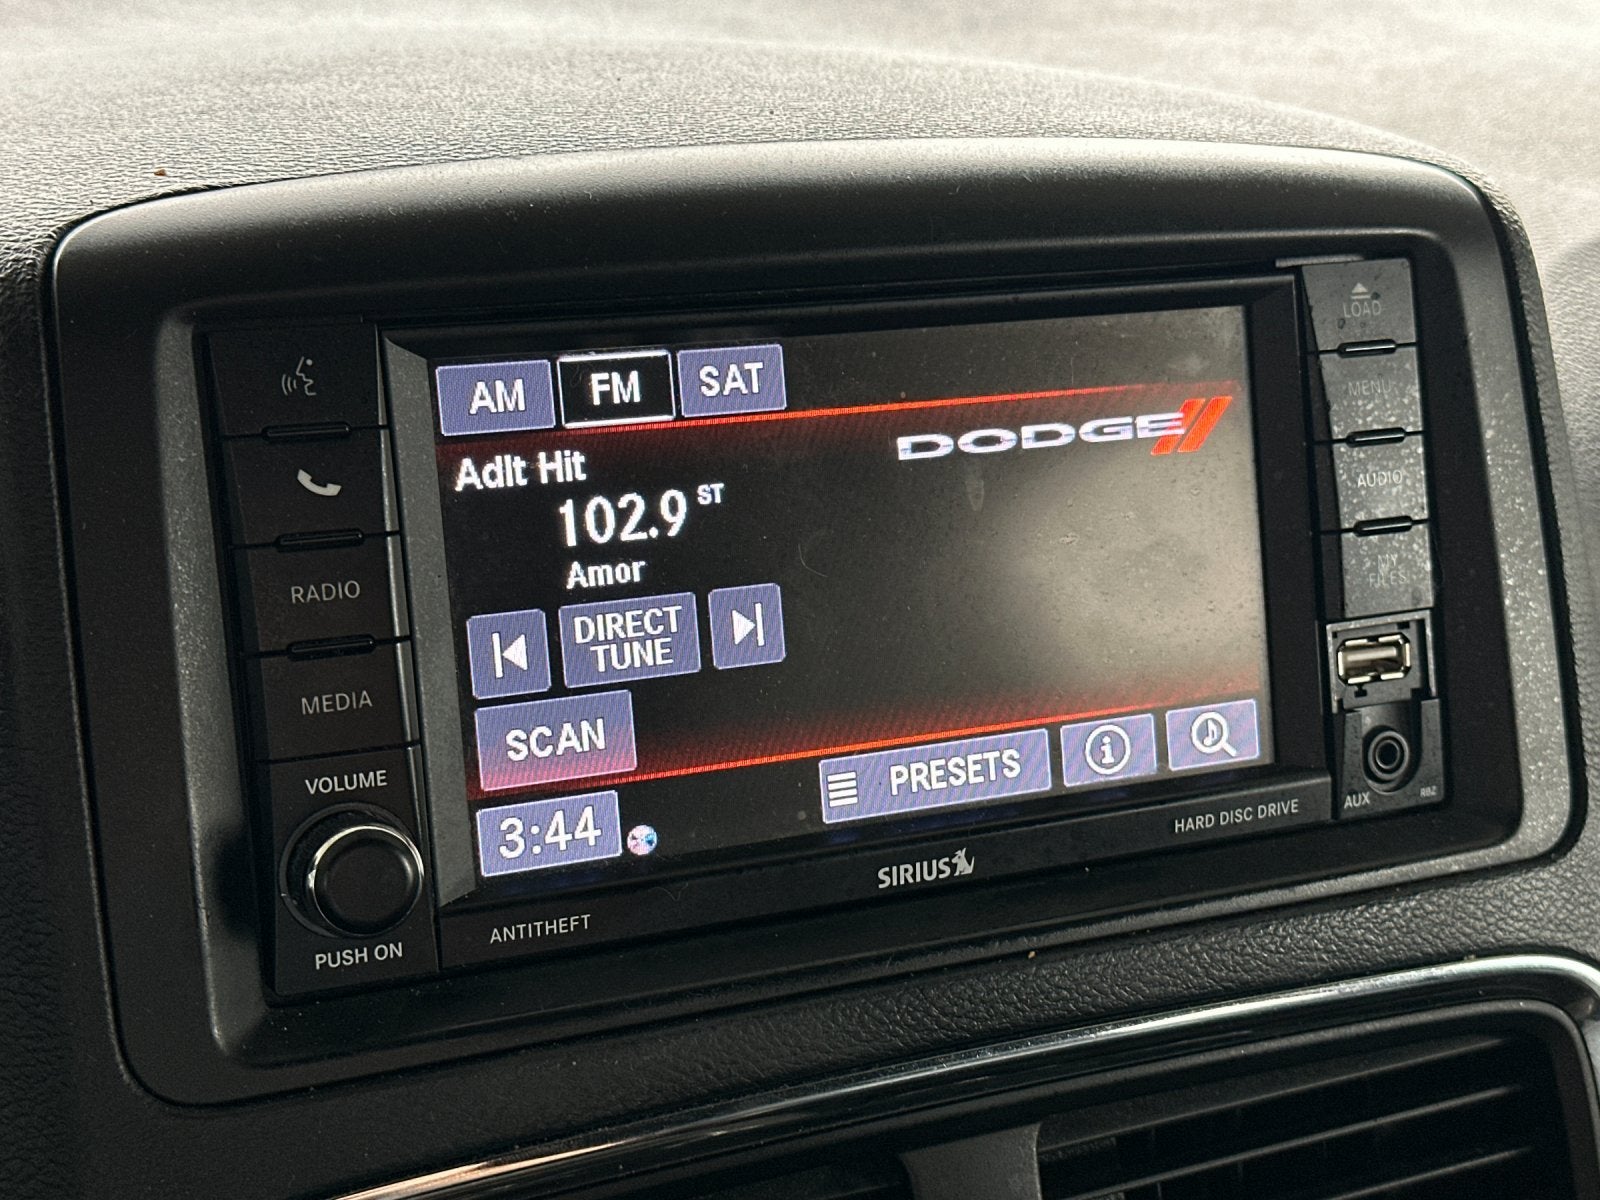 AM FM SAT
DODGE
Adlt Hit
102.9 ST
Amor
DIRECT
TUNE
SCAN
PRESETS
3:44
RADIO
MEDIA
VOLUME
PUSH ON
ANTITHEFT
SIRIUS
HARD DISC DRIVE
LOAD
MENU
AUDIO
MY
FILES
AUX
RBZ